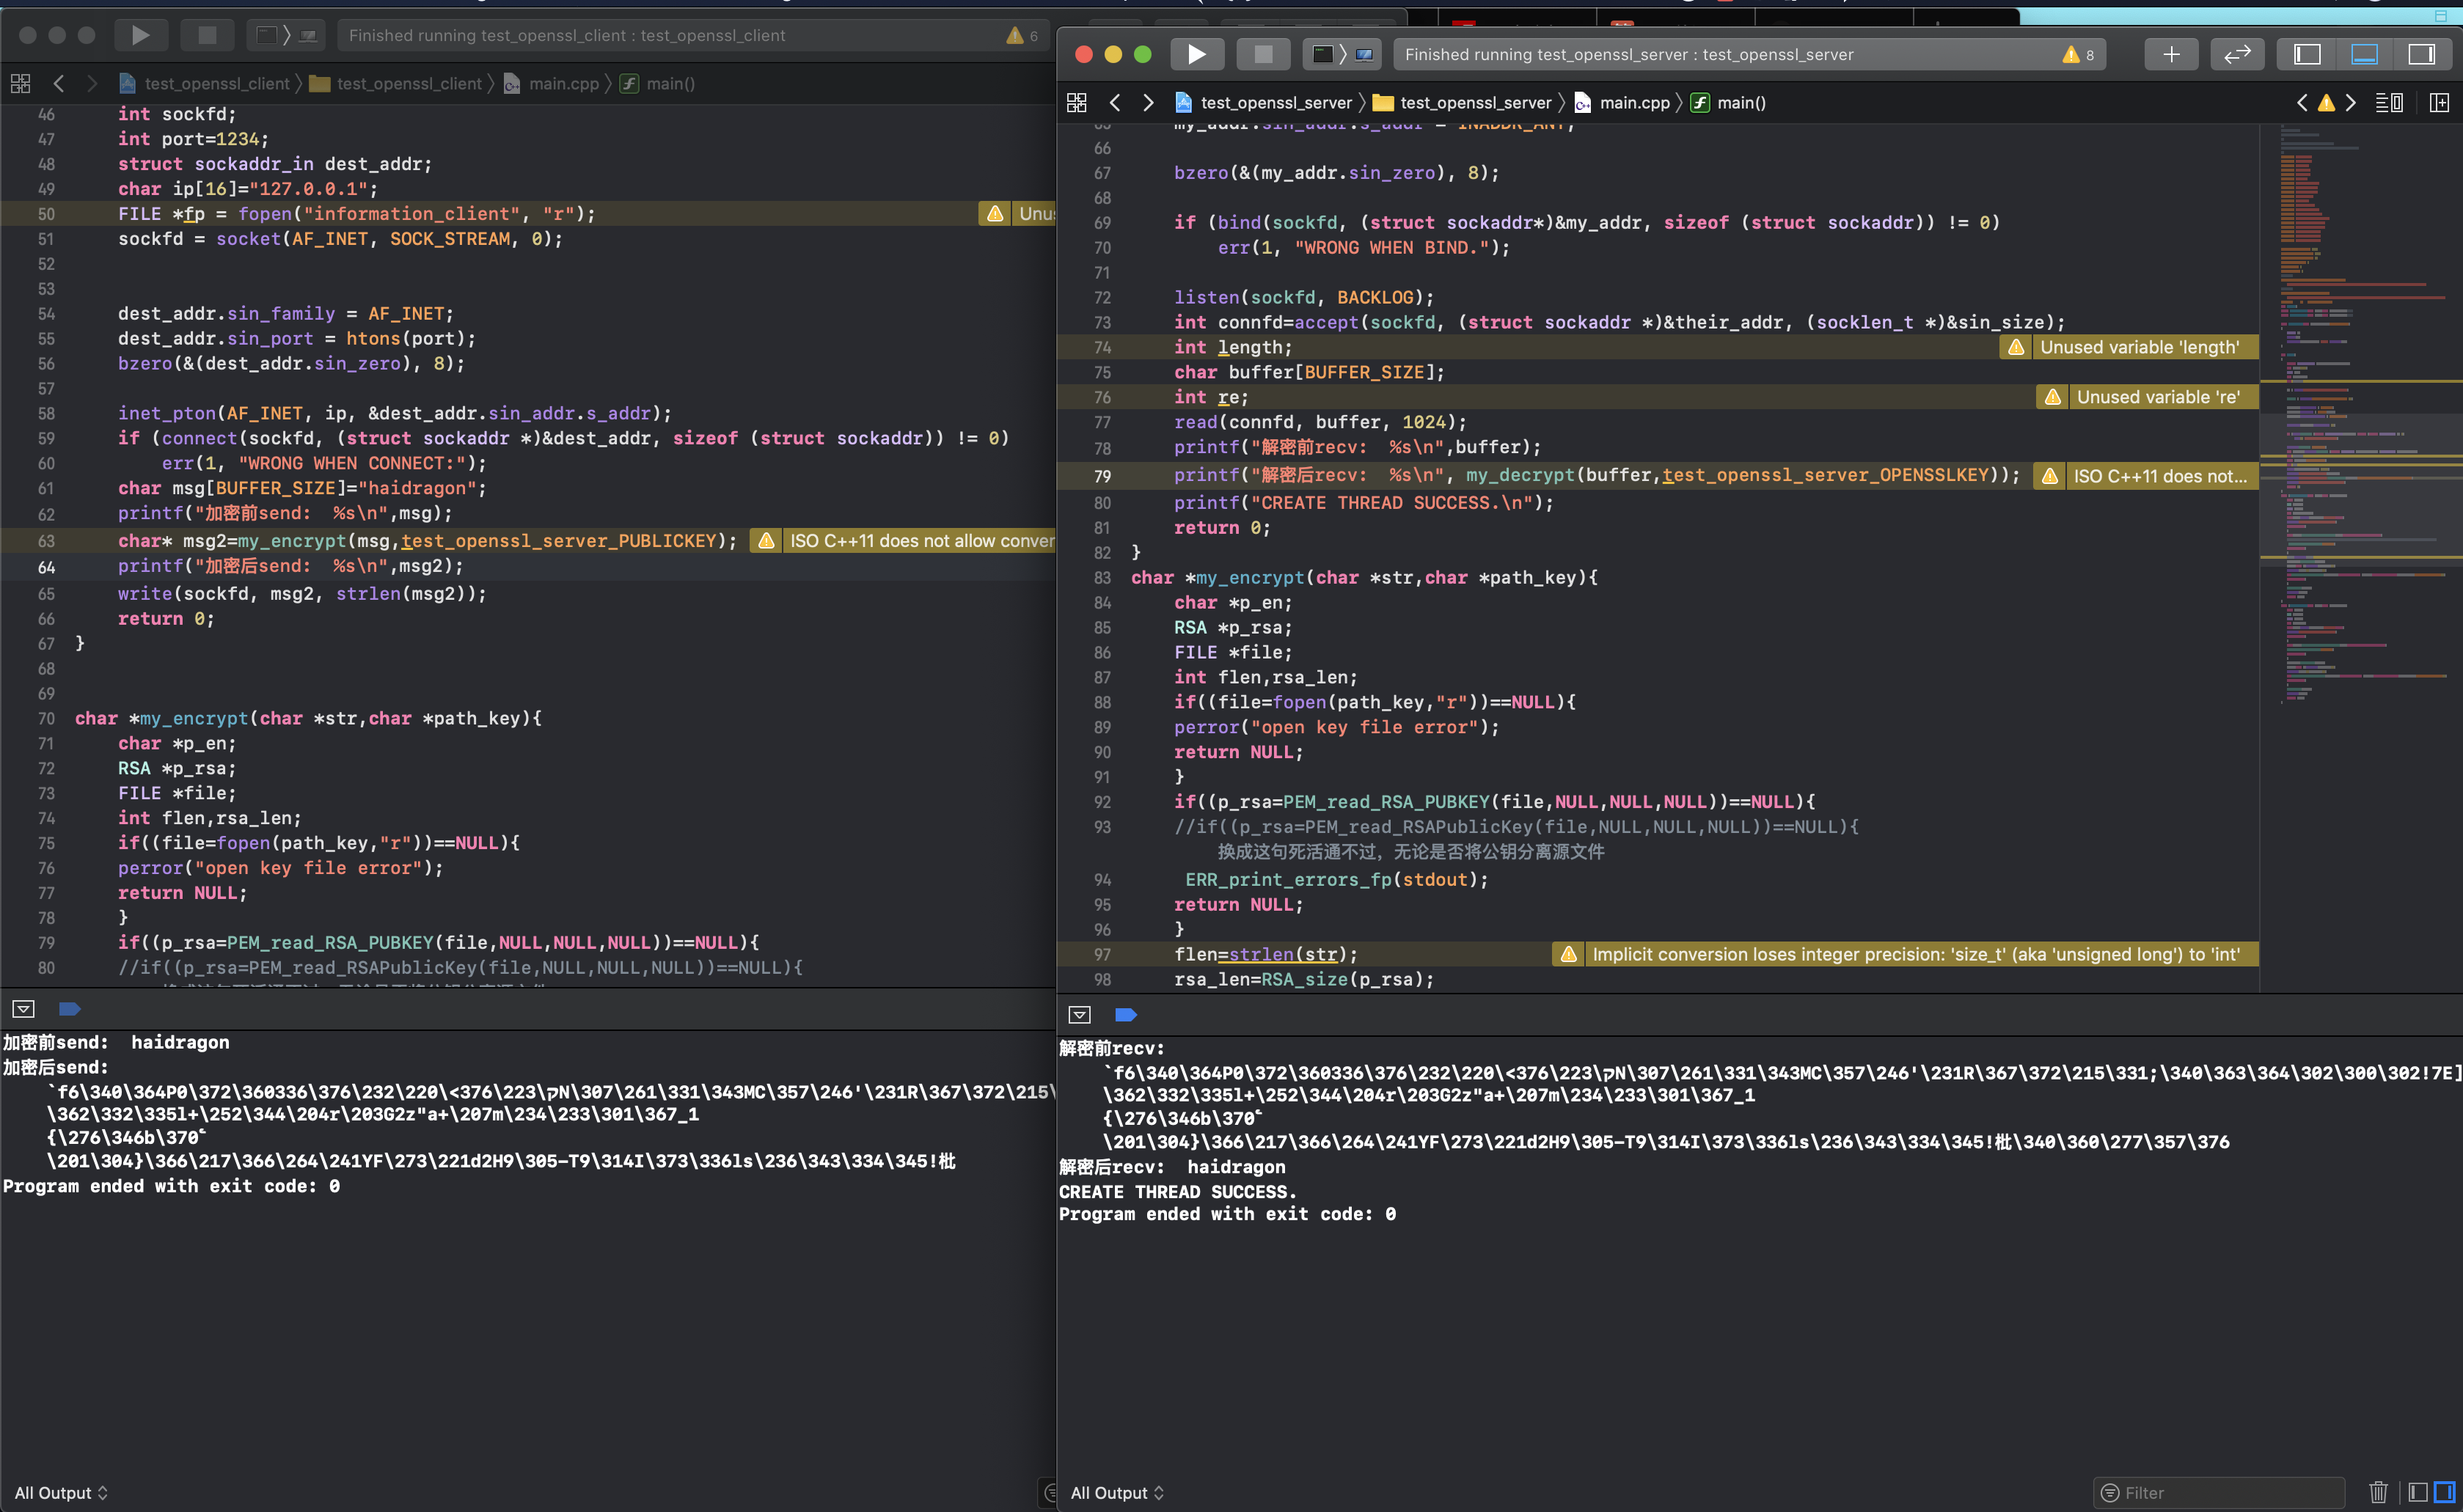 Finished running test_openssl_client : test_openssl_client
6
test_openssl_client
test_openssl_client
main.cpp
main()
46 int sockfd;
47 int port=1234;
48 struct sockaddr_in dest_addr;
49 char ip[16]="127.0.0.1";
50 FILE *fp = fopen("information_client", "r");
Unus
51 sockfd = socket(AF_INET, SOCK_STREAM, 0);
52
53
54 dest_addr.sin_family = AF_INET;
55 dest_addr.sin_port = htons(port);
56 bzero(&(dest_addr.sin_zero), 8);
57
58 inet_pton(AF_INET, ip, &dest_addr.sin_addr.s_addr);
59 if (connect(sockfd, (struct sockaddr *)&dest_addr, sizeof (struct sockaddr)) != 0)
60 err(1, "WRONG WHEN CONNECT:");
61 char msg[BUFFER_SIZE]="haidragon";
62 printf("加密前send:  %s\n",msg);
63 char* msg2=my_encrypt(msg,test_openssl_server_PUBLICKEY);
ISO C++11 does not allow conver
64 printf("加密后send:  %s\n",msg2);
65 write(sockfd, msg2, strlen(msg2));
66 return 0;
67 }
68
69
70 char *my_encrypt(char *str,char *path_key){
71 char *p_en;
72 RSA *p_rsa;
73 FILE *file;
74 int flen,rsa_len;
75 if((file=fopen(path_key,"r"))==NULL){
76 perror("open key file error");
77 return NULL;
78 }
79 if((p_rsa=PEM_read_RSA_PUBKEY(file,NULL,NULL,NULL))==NULL){
80 //if((p_rsa=PEM_read_RSAPublicKey(file,NULL,NULL,NULL))==NULL){
加密前send:  haidragon
加密后send:
`f6\340\364P0\372\360336\376\232\220\<376\223\קN\307\261\331\343MC\357\246'\231R\367\372\215\
\362\332\335l+\252\344\204r\203G2z"a+\207m\234\233\301\367_1
{\276\346b\370
\201\304}\366\217\366\264\241YF\273\221d2H9\305-T9\314I\373\336ls\236\343\334\345!枇
Program ended with exit code: 0
All Output
Finished running test_openssl_server : test_openssl_server
8
test_openssl_server
test_openssl_server
main.cpp
main()
my_addr.sin_addr.s_addr = INADDR_ANY;
66
67 bzero(&(my_addr.sin_zero), 8);
68
69 if (bind(sockfd, (struct sockaddr*)&my_addr, sizeof (struct sockaddr)) != 0)
70 err(1, "WRONG WHEN BIND.");
71
72 listen(sockfd, BACKLOG);
73 int connfd=accept(sockfd, (struct sockaddr *)&their_addr, (socklen_t *)&sin_size);
74 int length;
Unused variable 'length'
75 char buffer[BUFFER_SIZE];
76 int re;
Unused variable 're'
77 read(connfd, buffer, 1024);
78 printf("解密前recv:  %s\n",buffer);
79 printf("解密后recv:  %s\n", my_decrypt(buffer,test_openssl_server_OPENSSLKEY));
ISO C++11 does not...
80 printf("CREATE THREAD SUCCESS.\n");
81 return 0;
82 }
83 char *my_encrypt(char *str,char *path_key){
84 char *p_en;
85 RSA *p_rsa;
86 FILE *file;
87 int flen,rsa_len;
88 if((file=fopen(path_key,"r"))==NULL){
89 perror("open key file error");
90 return NULL;
91 }
92 if((p_rsa=PEM_read_RSA_PUBKEY(file,NULL,NULL,NULL))==NULL){
93 //if((p_rsa=PEM_read_RSAPublicKey(file,NULL,NULL,NULL))==NULL){
换成这句死活通不过，无论是否将公钥分离源文件
94 ERR_print_errors_fp(stdout);
95 return NULL;
96 }
97 flen=strlen(str);
Implicit conversion loses integer precision: 'size_t' (aka 'unsigned long') to 'int'
98 rsa_len=RSA_size(p_rsa);
解密前recv:
`f6\340\364P0\372\360336\376\232\220\<376\223\קN\307\261\331\343MC\357\246'\231R\367\372\215\331;\340\363\364\302\300\302!7E]
\362\332\335l+\252\344\204r\203G2z"a+\207m\234\233\301\367_1
{\276\346b\370
\201\304}\366\217\366\264\241YF\273\221d2H9\305-T9\314I\373\336ls\236\343\334\345!枇\340\360\277\357\376
解密后recv:  haidragon
CREATE THREAD SUCCESS.
Program ended with exit code: 0
All Output
Filter